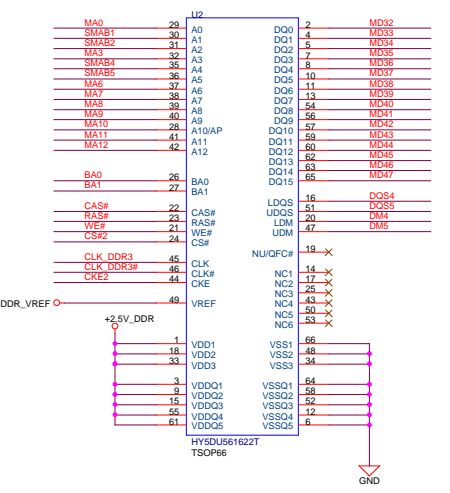 U2
MA0 29 A0 DQ0 2 MD32
SMAB1 30 A1 DQ1 4 MD33
SMAB2 31 A2 DQ2 5 MD34
MA3 32 A3 DQ3 7 MD35
SMAB4 35 A4 DQ4 8 MD36
SMAB5 36 A5 DQ5 10 MD37
MA6 37 A6 DQ6 11 MD38
MA7 38 A7 DQ7 13 MD39
MA8 39 A8 DQ8 54 MD40
MA9 40 A9 DQ9 56 MD41
MA10 28 A10/AP DQ10 57 MD42
MA11 41 A11 DQ11 59 MD43
MA12 42 A12 DQ12 60 MD44
DQ13 62 MD45
DQ14 63 MD46
DQ15 65 MD47
BA0 26 BA0
BA1 27 BA1
LDQS 16 DQS4
UDQS 51 DQS5
LDM 20 DM4
UDM 47 DM5
CAS# 22 CAS#
RAS# 23 RAS#
WE# 21 WE#
CS#2 24 CS#
NU/QFC# 19
CLK_DDR3 45 CLK
CLK_DDR3# 46 CLK#
CKE2 44 CKE
NC1 14
NC2 17
NC3 25
NC4 43
NC5 50
NC6 53
DDR_VREF 49 VREF
+2.5V_DDR
1 VDD1 VSS1 66
18 VDD2 VSS2 48
33 VDD3 VSS3 34
3 VDDQ1 VSSQ1 64
9 VDDQ2 VSSQ2 58
15 VDDQ3 VSSQ3 52
55 VDDQ4 VSSQ4 12
61 VDDQ5 VSSQ5 6
HY5DU561622T
TSOP66
GND